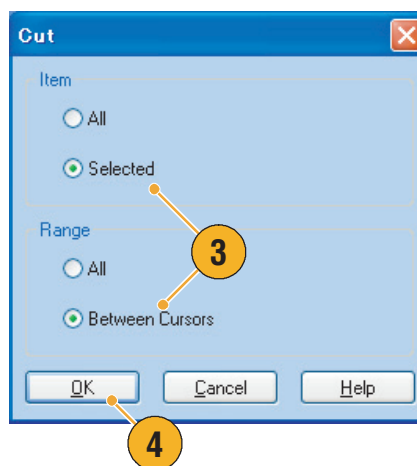 Cut
Item
All
Selected
3
Range
All
Between Cursors
OK Cancel Help
4